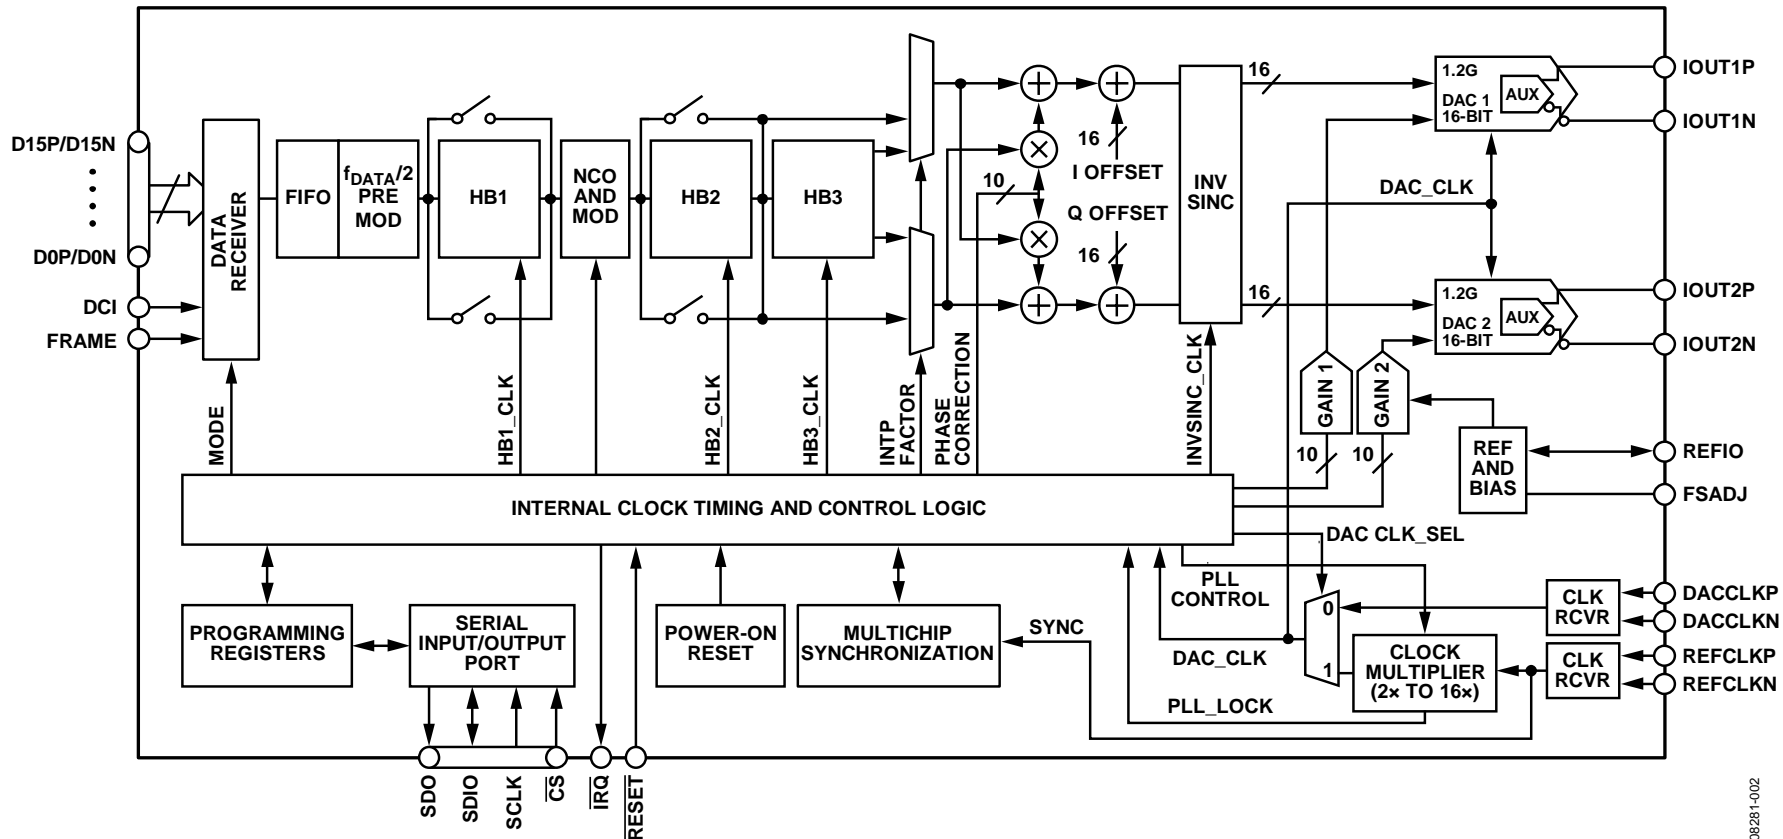 D15P/D15N
D0P/D0N
DCI
FRAME
DATA
RECEIVER
FIFO
fDATA/2
PRE
MOD
HB1
NCO
AND
MOD
HB2
HB3
10
16
I OFFSET
Q OFFSET
16
INV
SINC
16
16
1.2G
DAC 1
16-BIT
AUX
DAC_CLK
1.2G
DAC 2
16-BIT
AUX
IOUT1P
IOUT1N
IOUT2P
IOUT2N
MODE
HB1_CLK
HB2_CLK
HB3_CLK
INTP
FACTOR
PHASE
CORRECTION
INVSINC_CLK
GAIN 1
GAIN 2
10
10
REF
AND
BIAS
REFIO
FSADJ
INTERNAL CLOCK TIMING AND CONTROL LOGIC
DAC CLK_SEL
PROGRAMMING
REGISTERS
SERIAL
INPUT/OUTPUT
PORT
POWER-ON
RESET
MULTICHIP
SYNCHRONIZATION
SYNC
PLL
CONTROL
DAC_CLK
PLL_LOCK
0
1
CLOCK
MULTIPLIER
(2× TO 16×)
CLK
RCVR
CLK
RCVR
DACCLKP
DACCLKN
REFCLKP
REFCLKN
SDO
SDIO
SCLK
CS
IRQ
RESET
08281-002